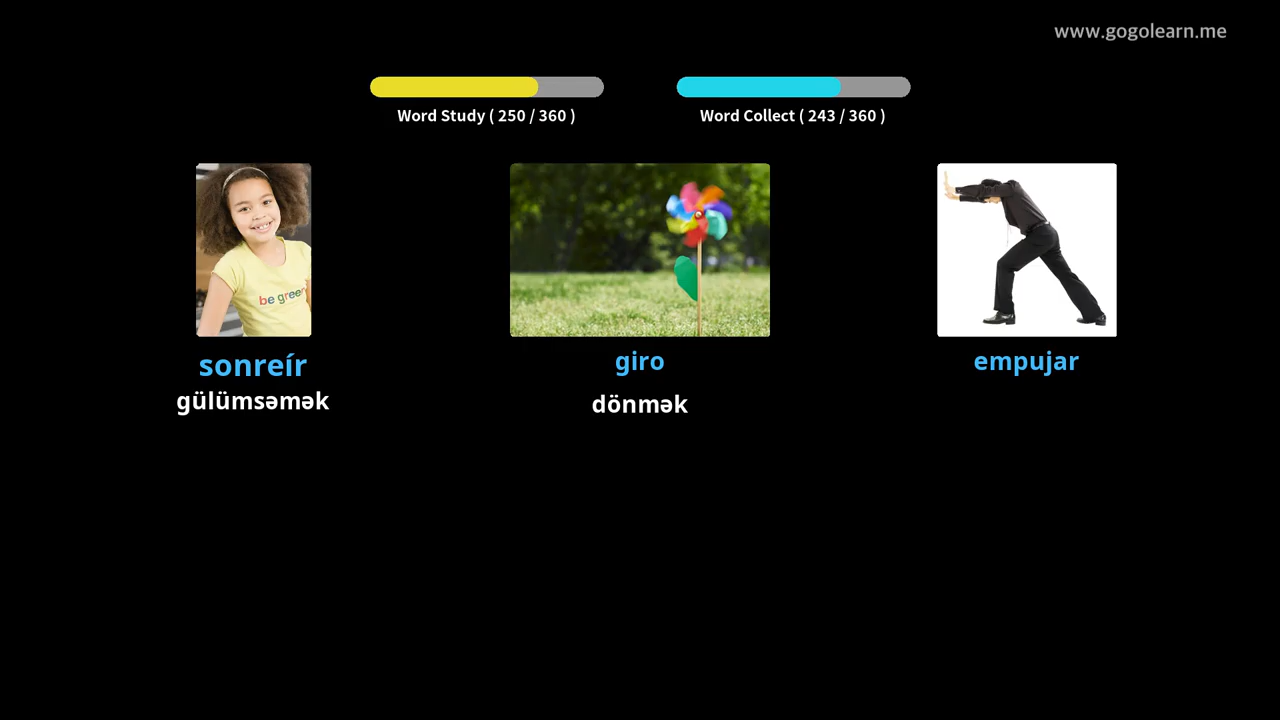 www.gogolearn.me
Word Study ( 250 / 360 )
Word Collect ( 243 / 360 )
be green
sonreír
giro
empujar
gülümsəmək
dönmək